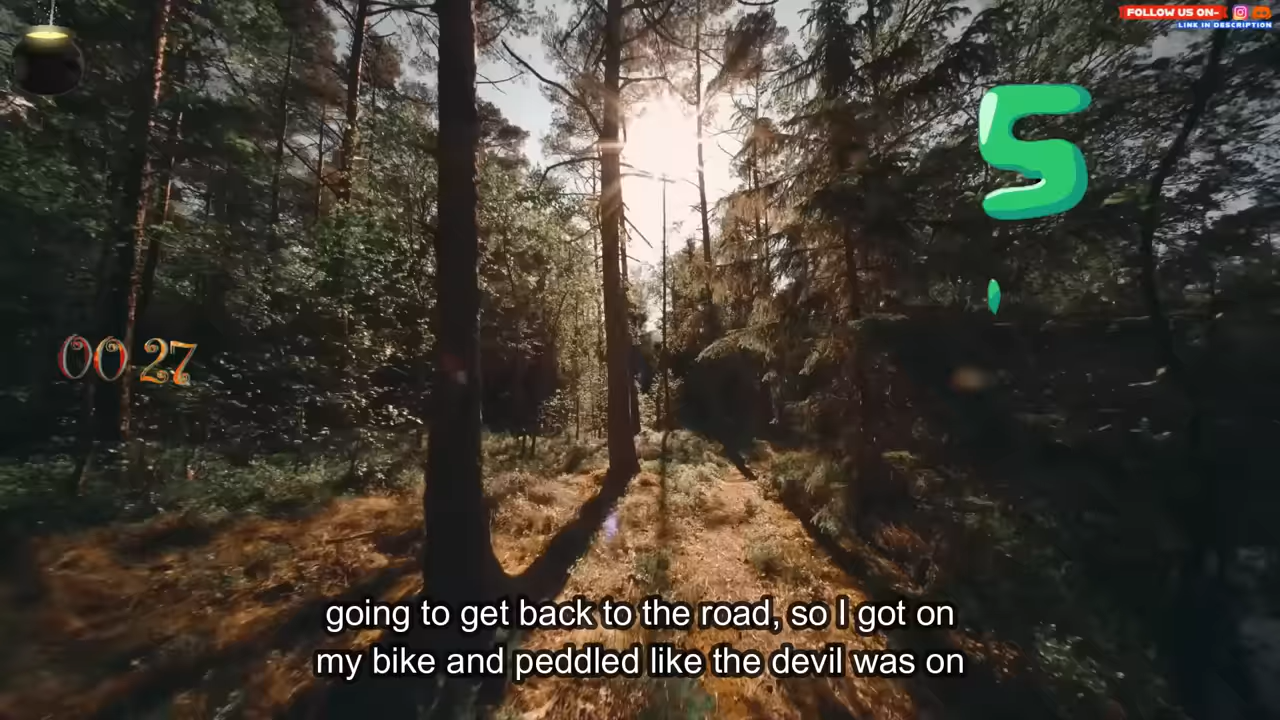 FOLLOW US ON-
LINK IN DESCRIPTION
5
00:27
going to get back to the road, so I got on
my bike and peddled like the devil was on